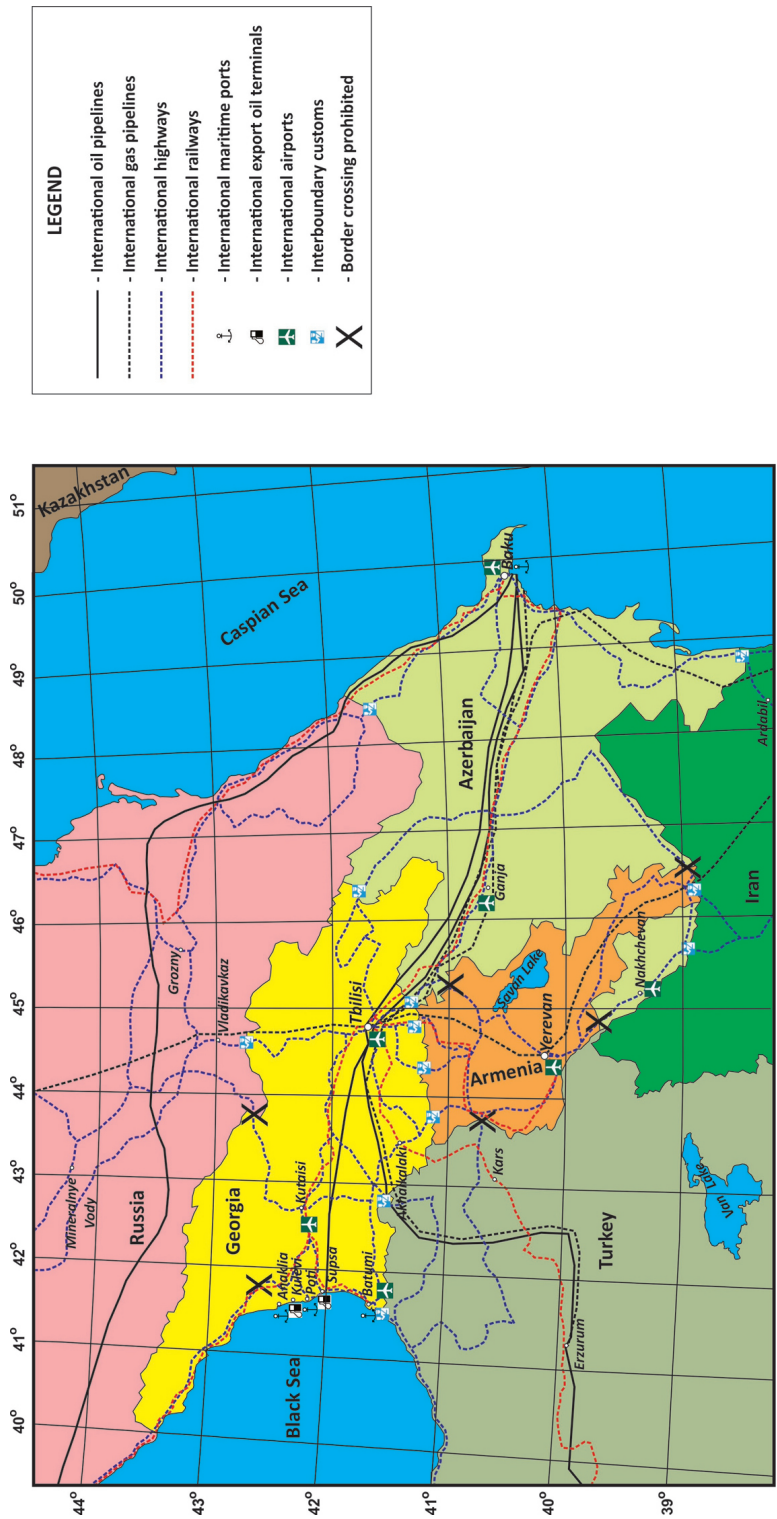 40° 41° 42° 43° 44° 45° 46° 47° 48° 49° 50° 51°
44°
43°
42°
41°
40°
39°
Kazakhstan
Mineralnye
Vody
Russia
Grozny
Vladikavkaz
Caspian Sea
Georgia
Black Sea
Anaklia
Kulevi
Poti
Supsa
Batumi
Kutaisi
Tbilisi
Akhalkalaki
Azerbaijan
Baku
Ganja
Savan Lake
Armenia
Yerevan
Nakhchevan
Kars
Erzurum
Turkey
Van Lake
Iran
Ardabil
LEGEND
- International oil pipelines
- International gas pipelines
- International highways
- International railways
- International maritime ports
- International export oil terminals
- International airports
- Interboundary customs
- Border crossing prohibited